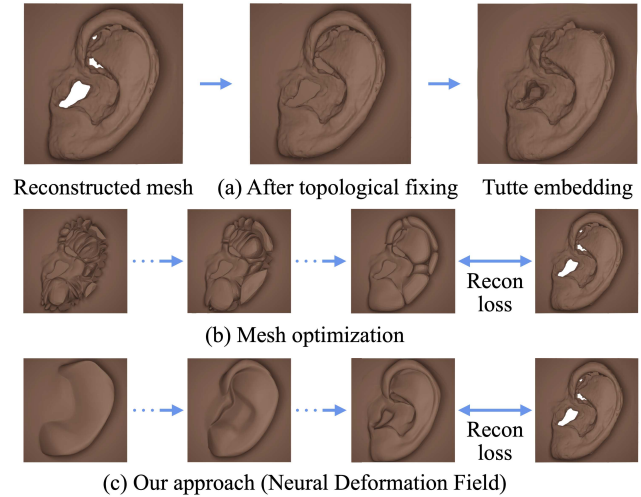 Reconstructed mesh
(a) After topological fixing
Tutte embedding
Recon
loss
(b) Mesh optimization
Recon
loss
(c) Our approach (Neural Deformation Field)